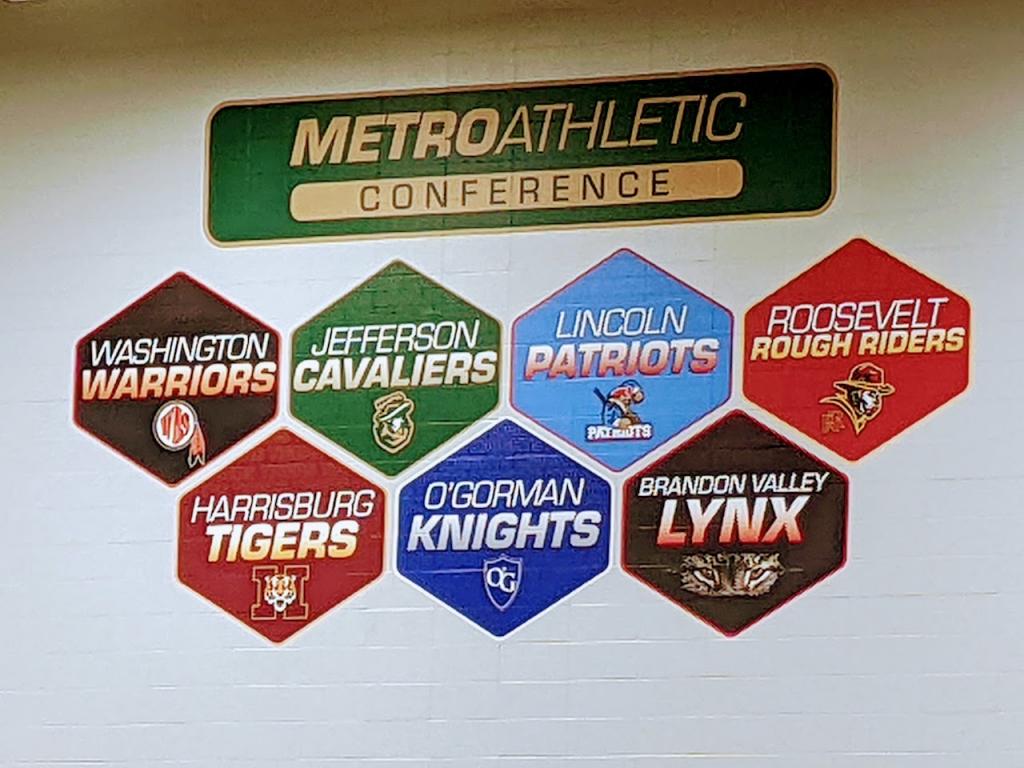 METROATHLETIC
CONFERENCE
WASHINGTON
WARRIORS
WHS
JEFFERSON
CAVALIERS
LINCOLN
PATRIOTS
PATRIOTS
ROOSEVELT
ROUGH RIDERS
HARRISBURG
TIGERS
H
O'GORMAN
KNIGHTS
O'G
BRANDON VALLEY
LYNX